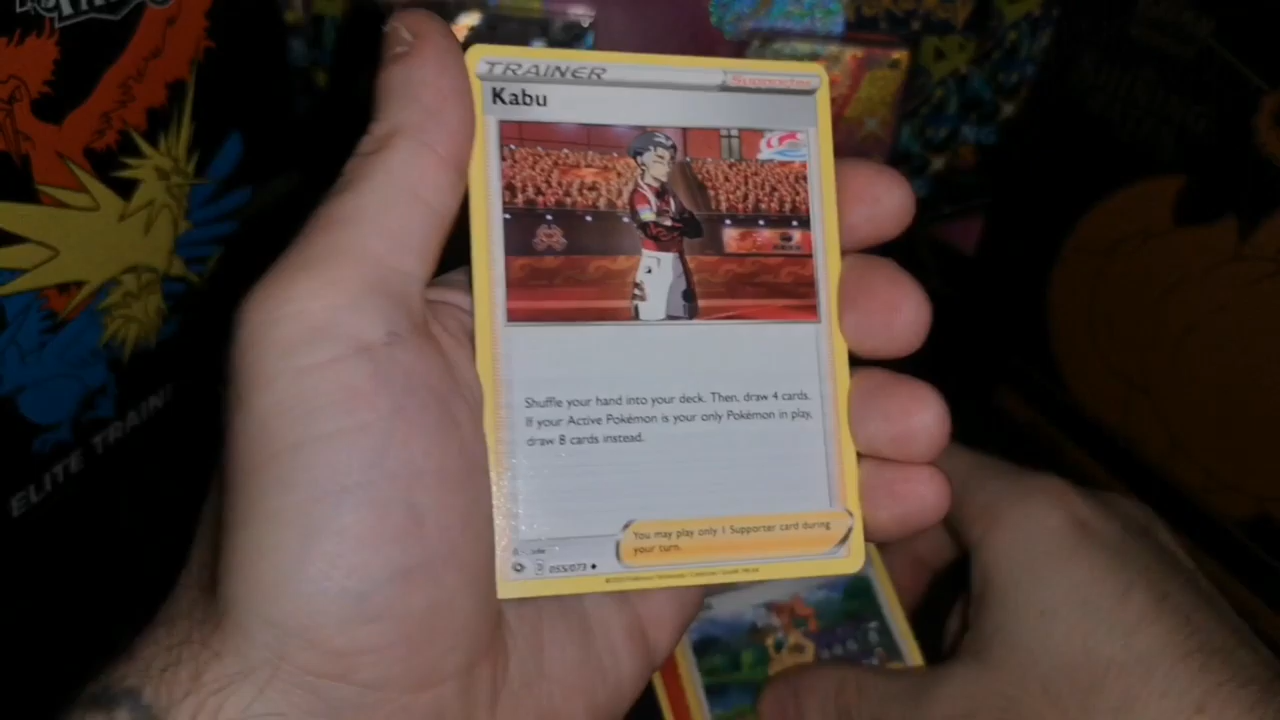 TRAINER
Supporter
Kabu
Shuffle your hand into your deck. Then, draw 4 cards.
If your Active Pokémon is your only Pokémon in play,
draw 8 cards instead.
You may play only 1 Supporter card during
your turn.
055/073
ELITE TRAIN